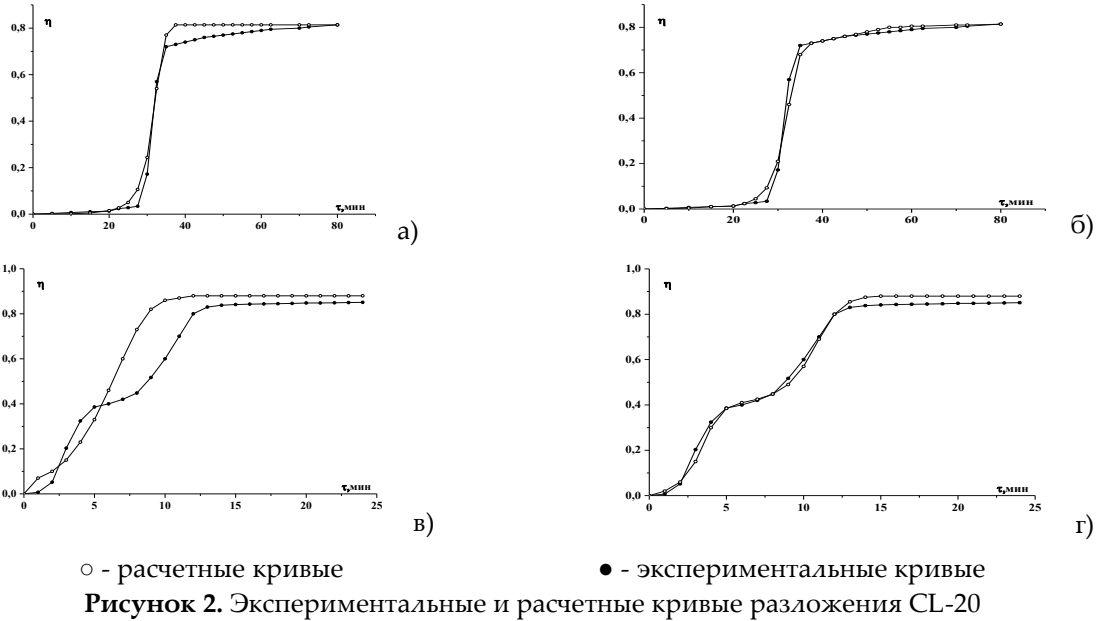 η
0,8
0,6
0,4
0,2
0,0
0 20 40 60 80
τ,мин
а)
η
0,8
0,6
0,4
0,2
0,0
0 20 40 60 80
τ,мин
б)
1,0
η
0,8
0,6
0,4
0,2
0,0
0 5 10 15 20 25
τ,мин
в)
1,0
η
0,8
0,6
0,4
0,2
0,0
0 5 10 15 20 25
τ,мин
г)
○ - расчетные кривые
● - экспериментальные кривые
Рисунок 2. Экспериментальные и расчетные кривые разложения CL-20